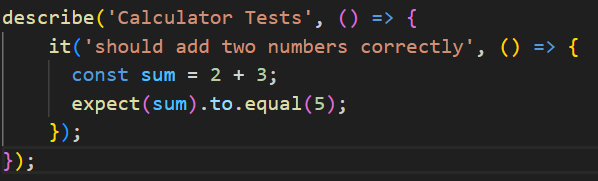 describe('Calculator Tests', () => {
    it('should add two numbers correctly', () => {
      const sum = 2 + 3;
      expect(sum).to.equal(5);
    });
});